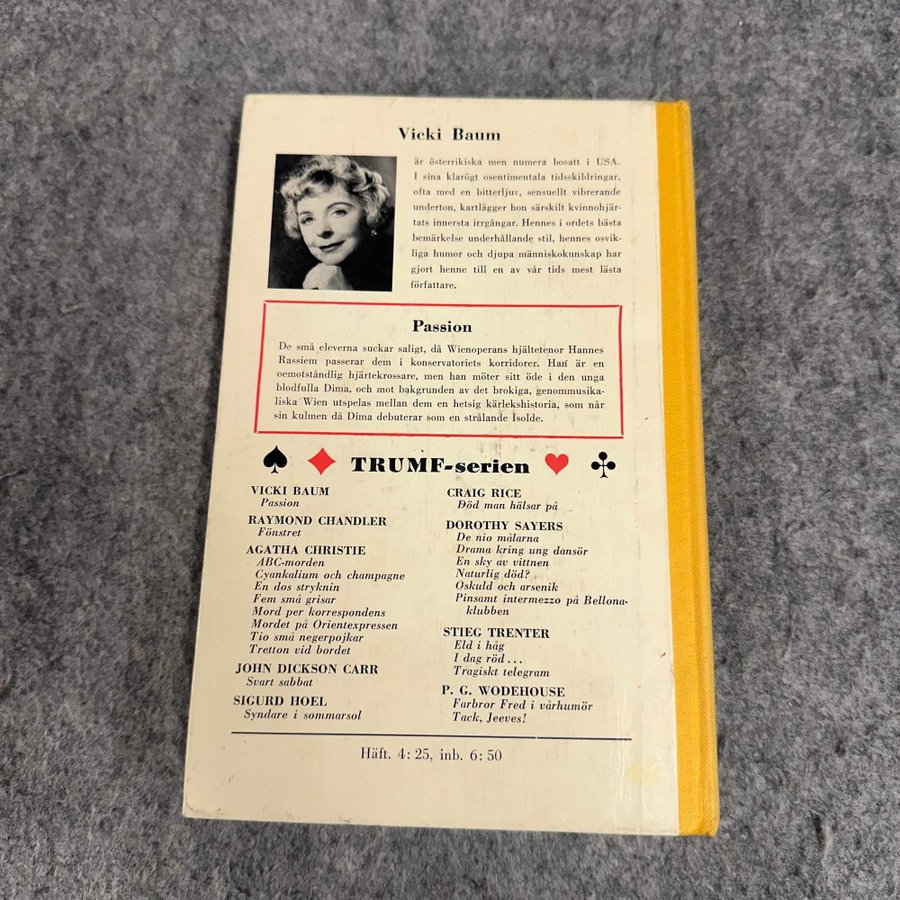 Vicki Baum
är österrikiska men numera bosatt i USA.
I sina klarögt osentimentala tidsskildringar,
ofta med en bitterljuv, sensuellt vibrerande
underton, kartlägger hon särskilt kvinnohjär-
tats innersta irrgångar. Hennes i ordets bästa
bemärkelse underhållande stil, hennes osvik-
liga humor och djupa människokunskap har
gjort henne till en av vår tids mest lästa
författare.
Passion
De små eleverna suckar saligt, då Wienoperans hjältetenor Hannes
Rassiem passerar dem i konservatoriets korridorer. Han är en
oemotståndlig hjärtekrossare, men han möter sitt öde i den unga
blodfulla Dima, och mot bakgrunden av det brokiga, genommusika-
liska Wien utspelas mellan dem en hetsig kärlekshistoria, som når
sin kulmen då Dima debuterar som en strålande Isolde.
TRUMF-serien
VICKI BAUM
Passion
RAYMOND CHANDLER
Fönstret
AGATHA CHRISTIE
ABC-morden
Cyankalium och champagne
En dos stryknin
Fem små grisar
Mord per korrespondens
Mordet på Orientexpressen
Tio små negerpojkar
Tretton vid bordet
JOHN DICKSON CARR
Svart sabbat
SIGURD HOEL
Syndare i sommarsol
CRAIG RICE
Död man hälsar på
DOROTHY SAYERS
De nio målarna
Drama kring ung dansör
En sky av vittnen
Naturlig död?
Oskuld och arsenik
Pinsamt intermezzo på Bellona-
klubben
STIEG TRENTER
Eld i håg
I dag röd...
Tragiskt telegram
P. G. WODEHOUSE
Farbror Fred i vårhumör
Tack, Jeeves!
Häft. 4: 25, inb. 6: 50